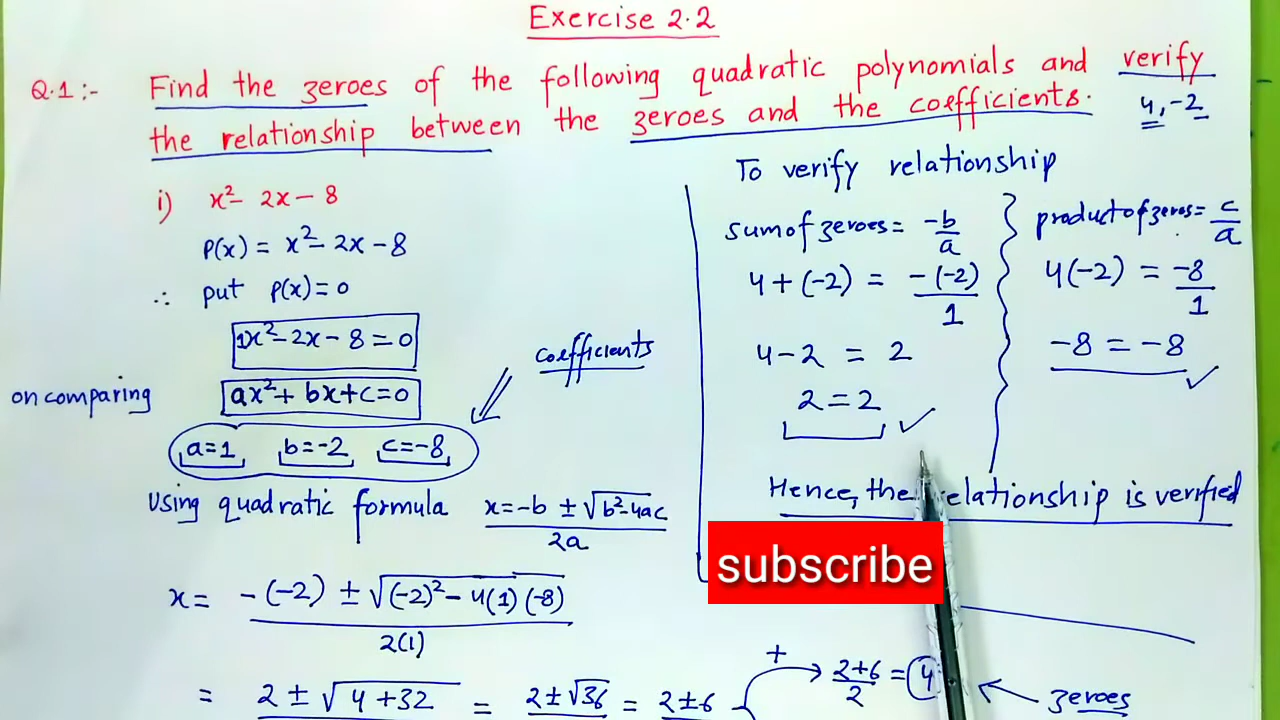 Exercise 2.2
Q.1:- Find the zeroes of the following quadratic polynomials and verify
the relationship between the zeroes and the coefficients.
4, -2
i) x² - 2x - 8
P(x) = x² - 2x - 8
∴ put P(x) = 0
1x² - 2x - 8 = 0
on comparing ax² + bx + c = 0
coefficients
a=1 b=-2 c=-8
Using quadratic formula x = -b ± √b²-4ac / 2a
x = -(-2) ± √(-2)² - 4(1)(-8) / 2(1)
= 2 ± √4+32 = 2 ± √36 = 2 ± 6
+ 2+6/2 = 4
zeroes
To verify relationship
sum of zeroes = -b/a
4 + (-2) = -(-2)/1
4 - 2 = 2
2 = 2 ✓
product of zeros = c/a
4(-2) = -8/1
-8 = -8 ✓
Hence, the relationship is verified
subscribe